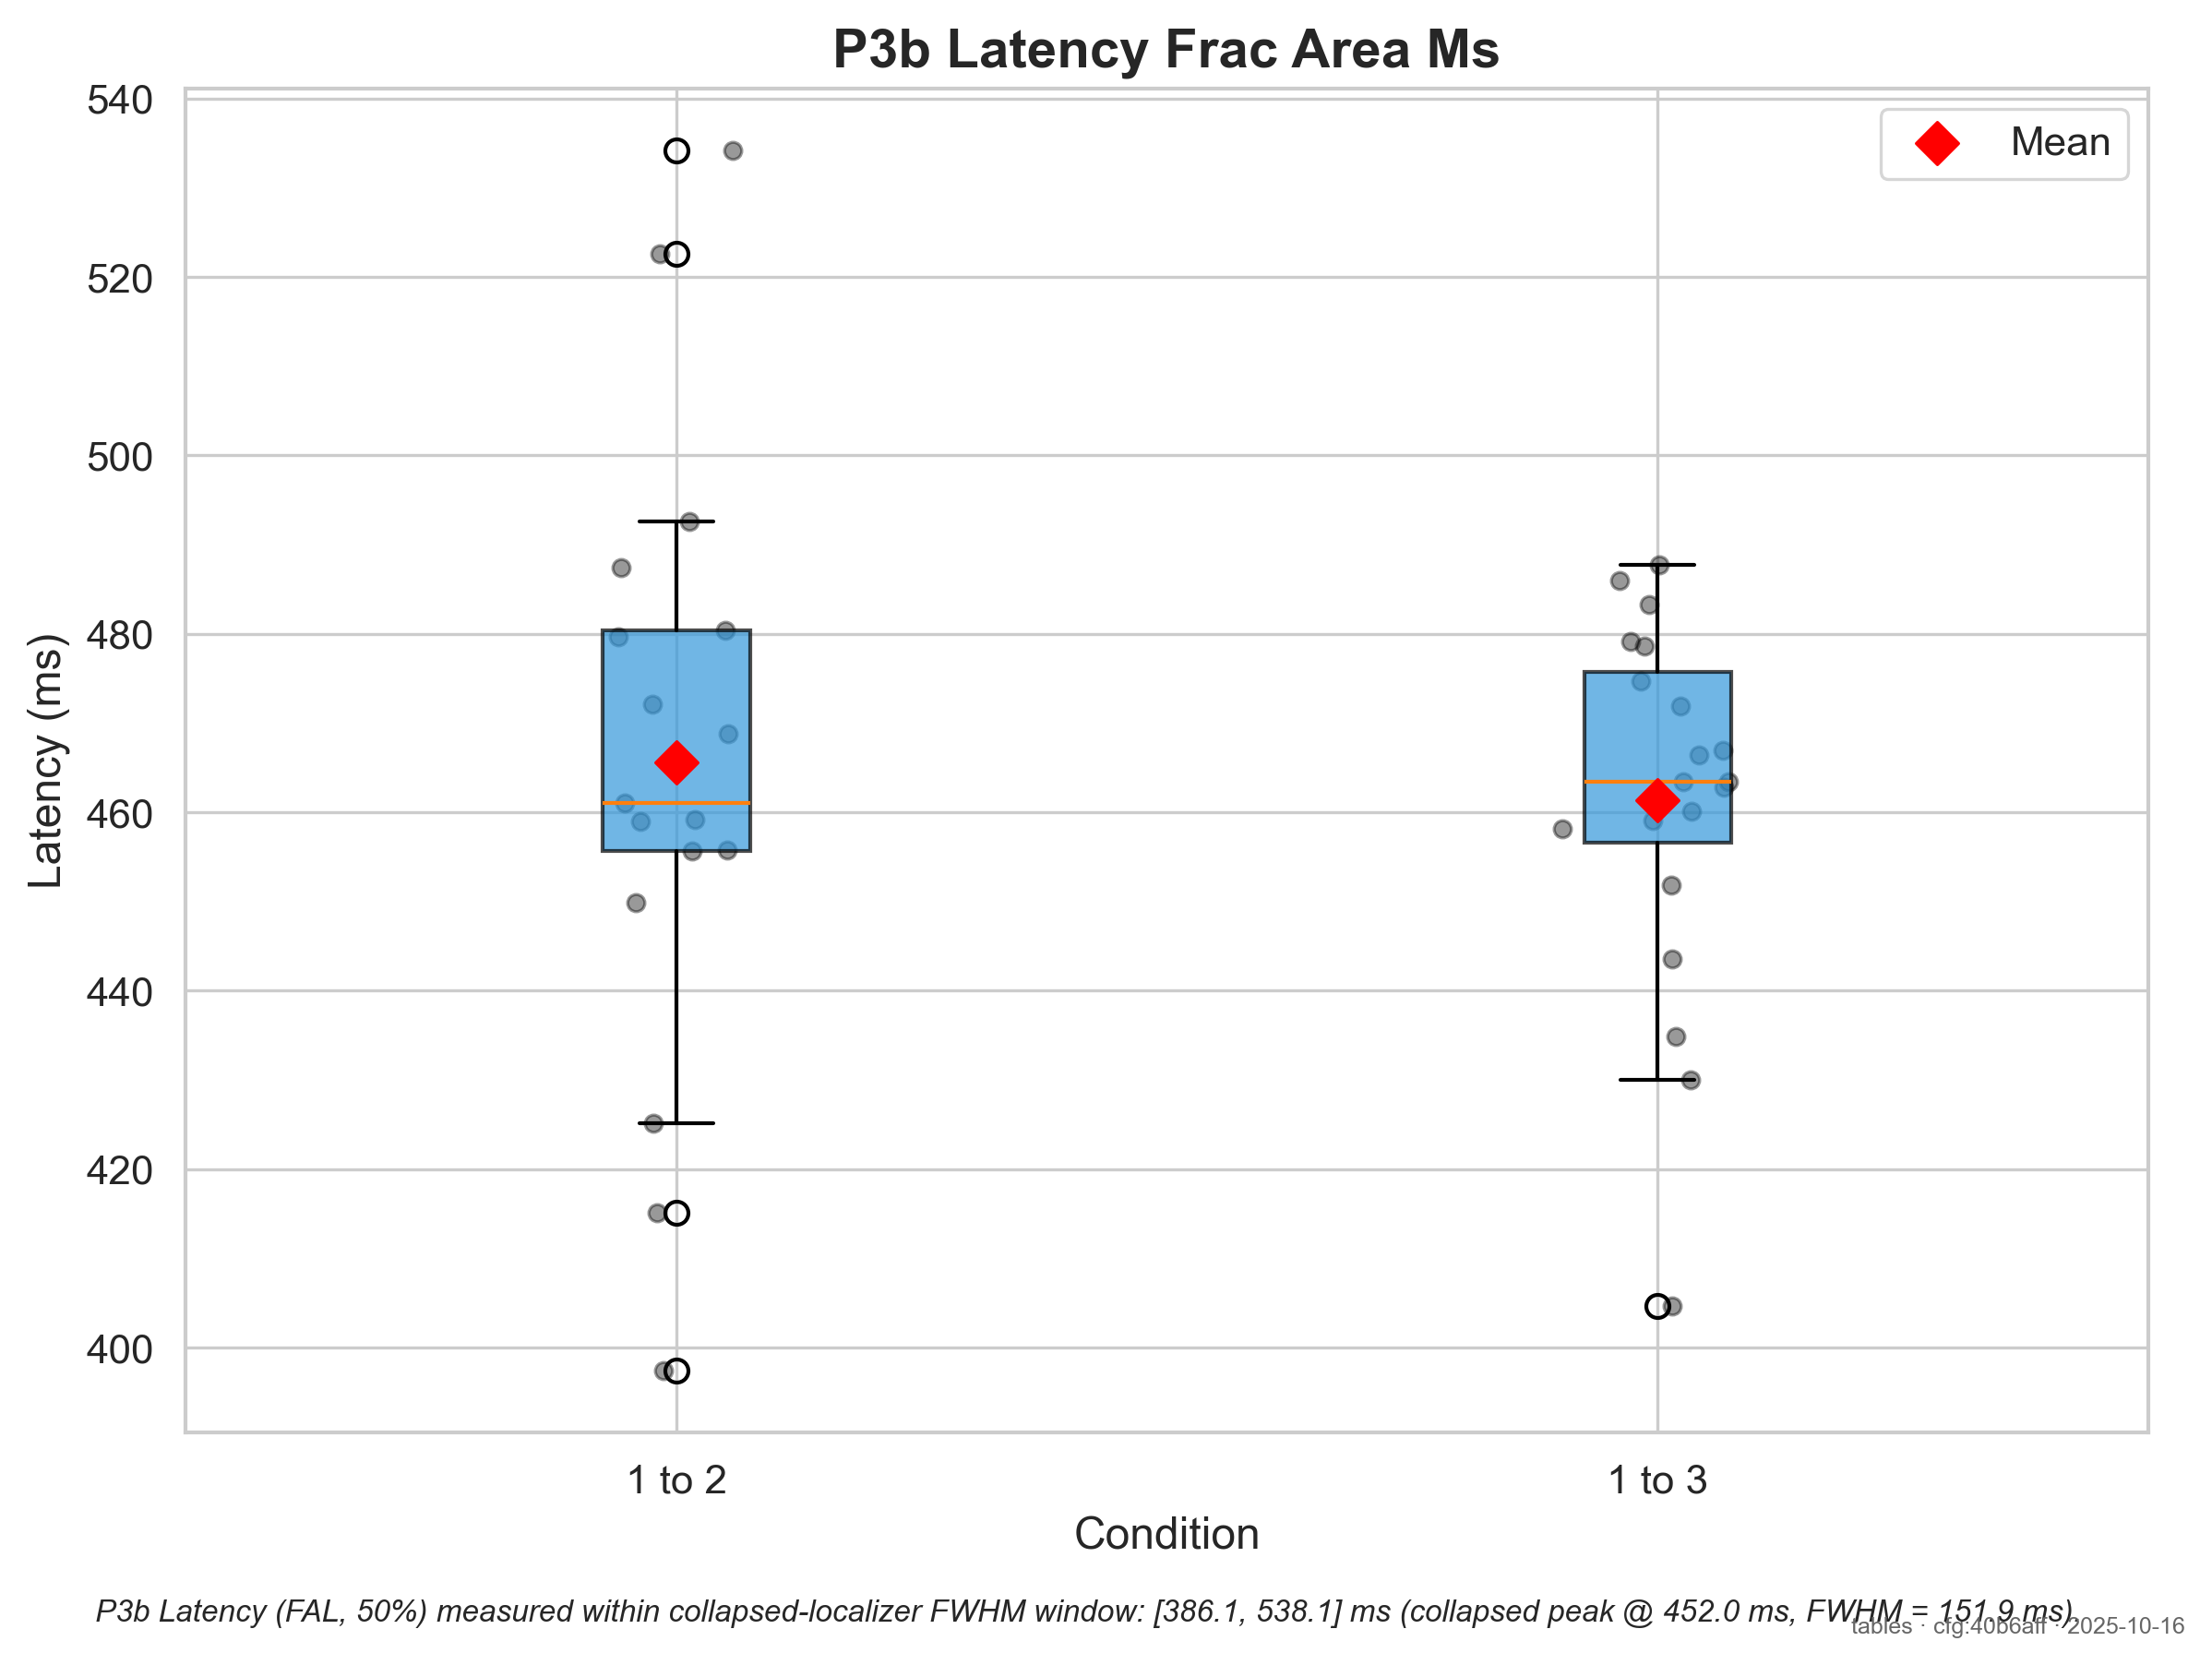 P3b Latency Frac Area Ms
Mean
540
520
500
480
460
440
420
400
Latency (ms)
1 to 2
1 to 3
Condition
P3b Latency (FAL, 50%) measured within collapsed-localizer FWHM window: [386.1, 538.1] ms (collapsed peak @ 452.0 ms, FWHM = 151.9 ms).
tables · cfg:40b6aff · 2025-10-16